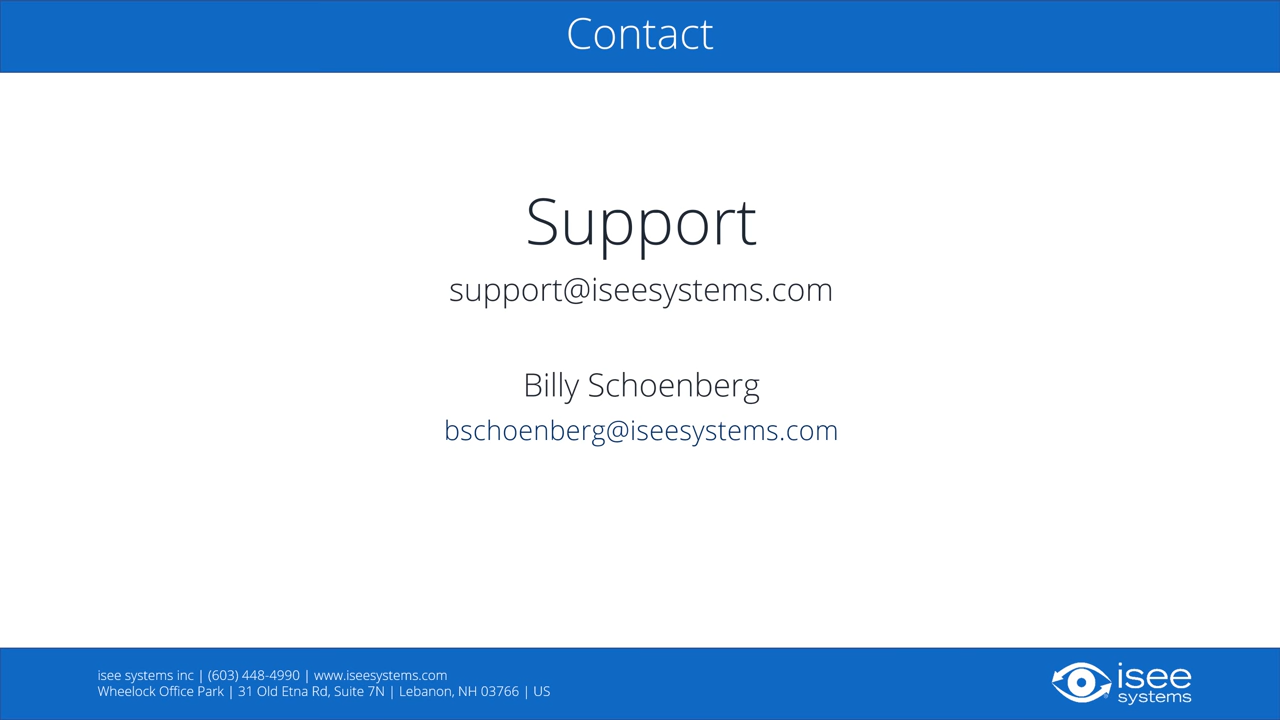 Contact
Support
support@iseesystems.com
Billy Schoenberg
bschoenberg@iseesystems.com
isee systems inc | (603) 448-4990 | www.iseesystems.com
Wheelock Office Park | 31 Old Etna Rd, Suite 7N | Lebanon, NH 03766 | US
isee
systems